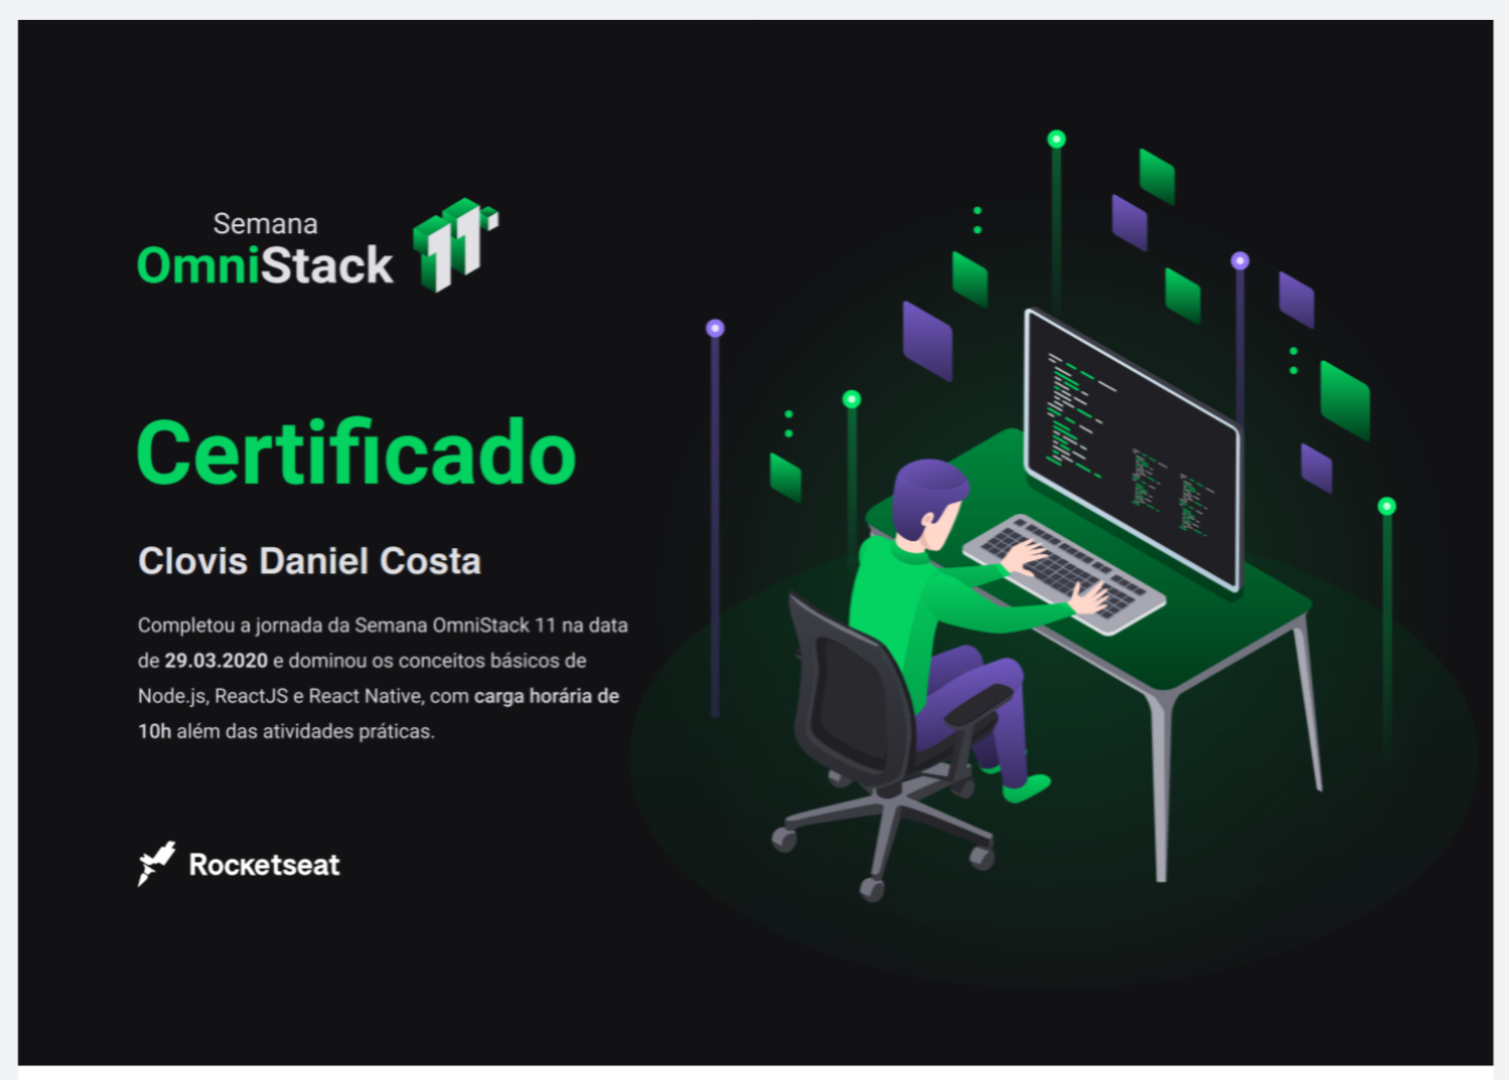 Semana
OmniStack 11
Certificado
Clovis Daniel Costa
Completou a jornada da Semana OmniStack 11 na data
de 29.03.2020 e dominou os conceitos básicos de
Node.js, ReactJS e React Native, com carga horária de
10h além das atividades práticas.
Rocketseat